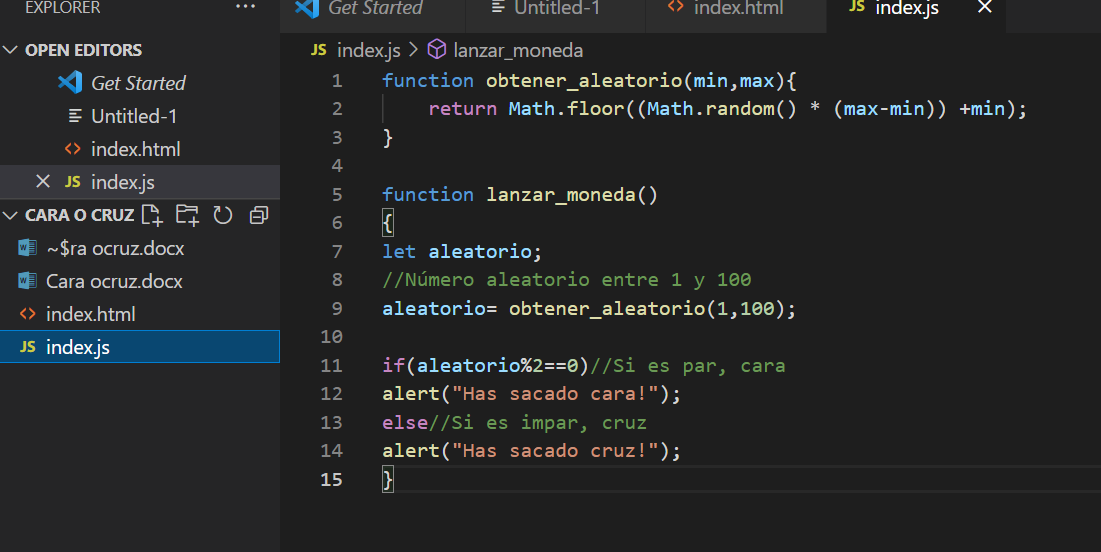 EXPLORER ...
OPEN EDITORS
Get Started
Untitled-1
index.html
JS index.js
CARA O CRUZ
~$ra ocruz.docx
Cara ocruz.docx
index.html
JS index.js
Get Started Untitled-1 index.html JS index.js
JS index.js > lanzar_moneda
1 function obtener_aleatorio(min,max){
2 return Math.floor((Math.random() * (max-min)) +min);
3 }
4
5 function lanzar_moneda()
6 {
7 let aleatorio;
8 //Número aleatorio entre 1 y 100
9 aleatorio= obtener_aleatorio(1,100);
10
11 if(aleatorio%2==0)//Si es par, cara
12 alert("Has sacado cara!");
13 else//Si es impar, cruz
14 alert("Has sacado cruz!");
15 }